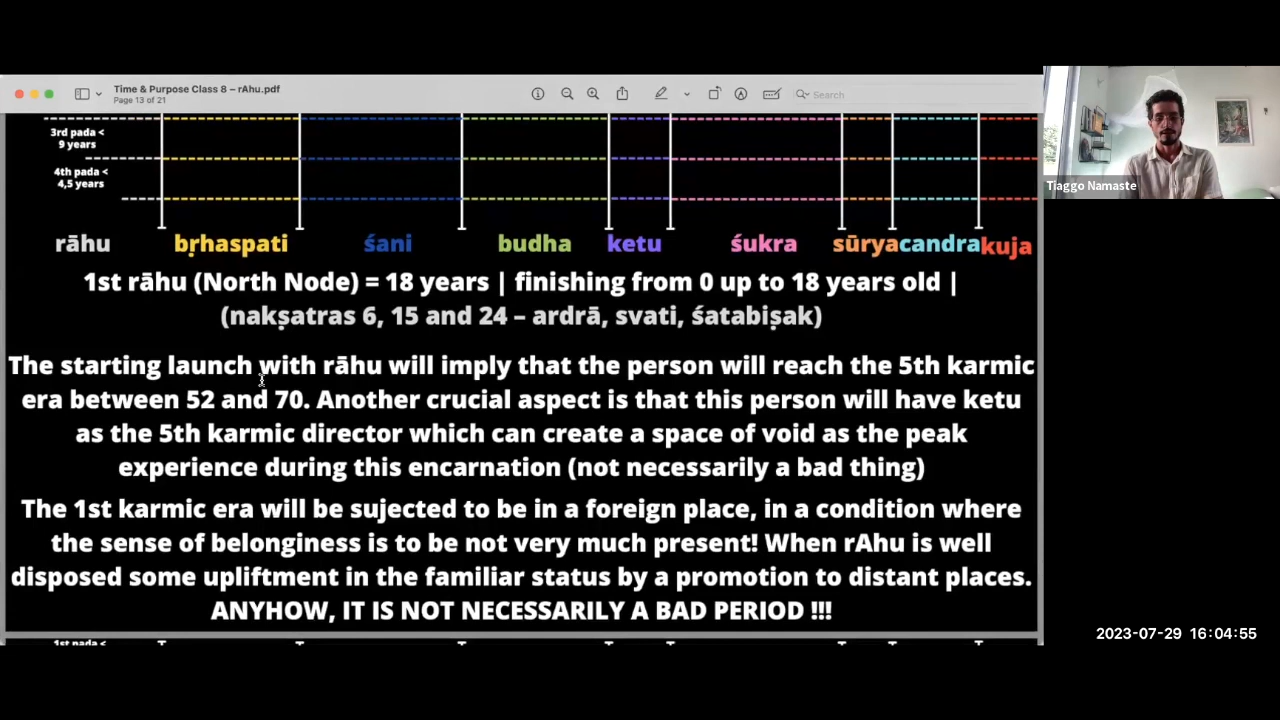 Time & Purpose Class 8 – rAhu.pdf
Page 13 of 21
Search
3rd pada <
9 years
4th pada <
4,5 years
rāhu bṛhaspati śani budha ketu śukra sūrya candra kuja
1st rāhu (North Node) = 18 years | finishing from 0 up to 18 years old |
(nakṣatras 6, 15 and 24 – ardrā, svati, śatabiṣak)
The starting launch with rāhu will imply that the person will reach the 5th karmic
era between 52 and 70. Another crucial aspect is that this person will have ketu
as the 5th karmic director which can create a space of void as the peak
experience during this encarnation (not necessarily a bad thing)
The 1st karmic era will be sujected to be in a foreign place, in a condition where
the sense of belonginess is to be not very much present! When rAhu is well
disposed some upliftment in the familiar status by a promotion to distant places.
ANYHOW, IT IS NOT NECESSARILY A BAD PERIOD !!!
1st pada <
Tiaggo Namaste
2023-07-29 16:04:55